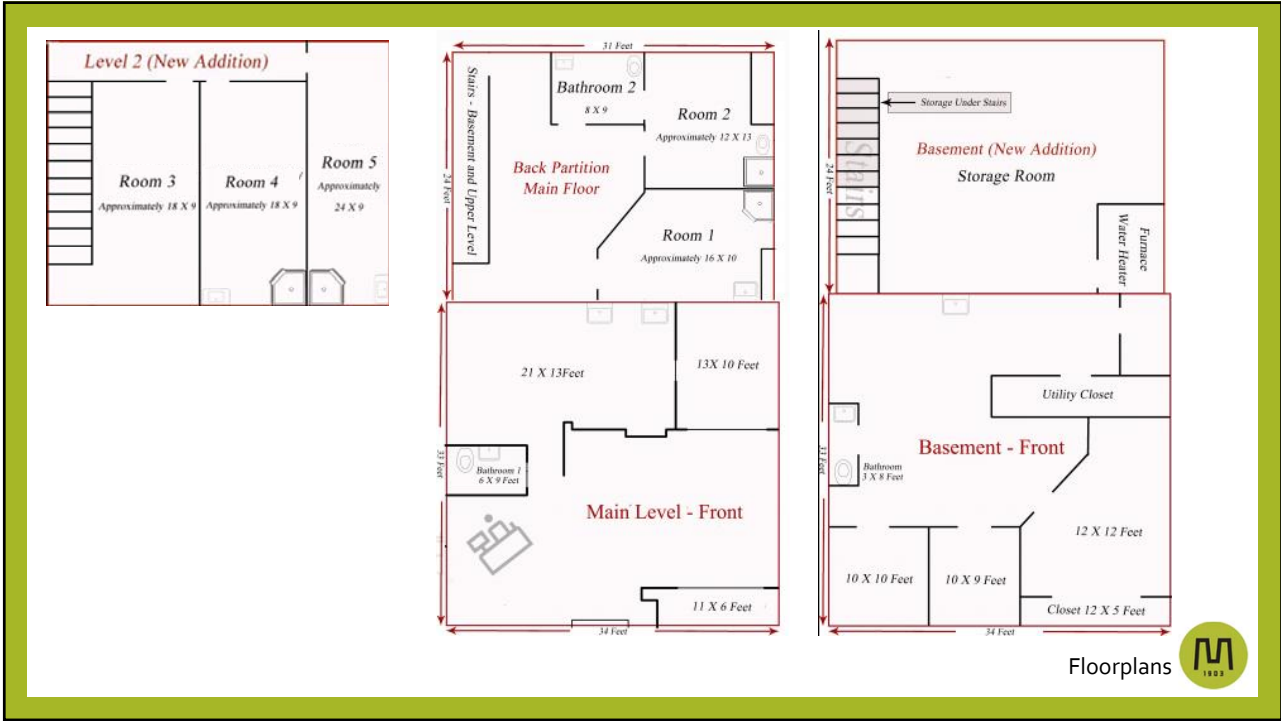 Level 2 (New Addition)
Room 3
Approximately 18 X 9
Room 4
Approximately 18 X 9
Room 5
Approximately
24 X 9
31 Feet
24 Feet
Stairs - Basement and Upper Level
Bathroom 2
8 X 9
Room 2
Approximately 12 X 13
Back Partition
Main Floor
Room 1
Approximately 16 X 10
21 X 13Feet
13X 10 Feet
33 Feet
Bathroom 1
6 X 9 Feet
Main Level - Front
11 X 6 Feet
34 Feet
24 Feet
Storage Under Stairs
Stairs
Basement (New Addition)
Storage Room
Furnace
Water Heater
Utility Closet
33 Feet
Basement - Front
Bathroom
3 X 8 Feet
12 X 12 Feet
10 X 10 Feet
10 X 9 Feet
Closet 12 X 5 Feet
34 Feet
Floorplans
1903